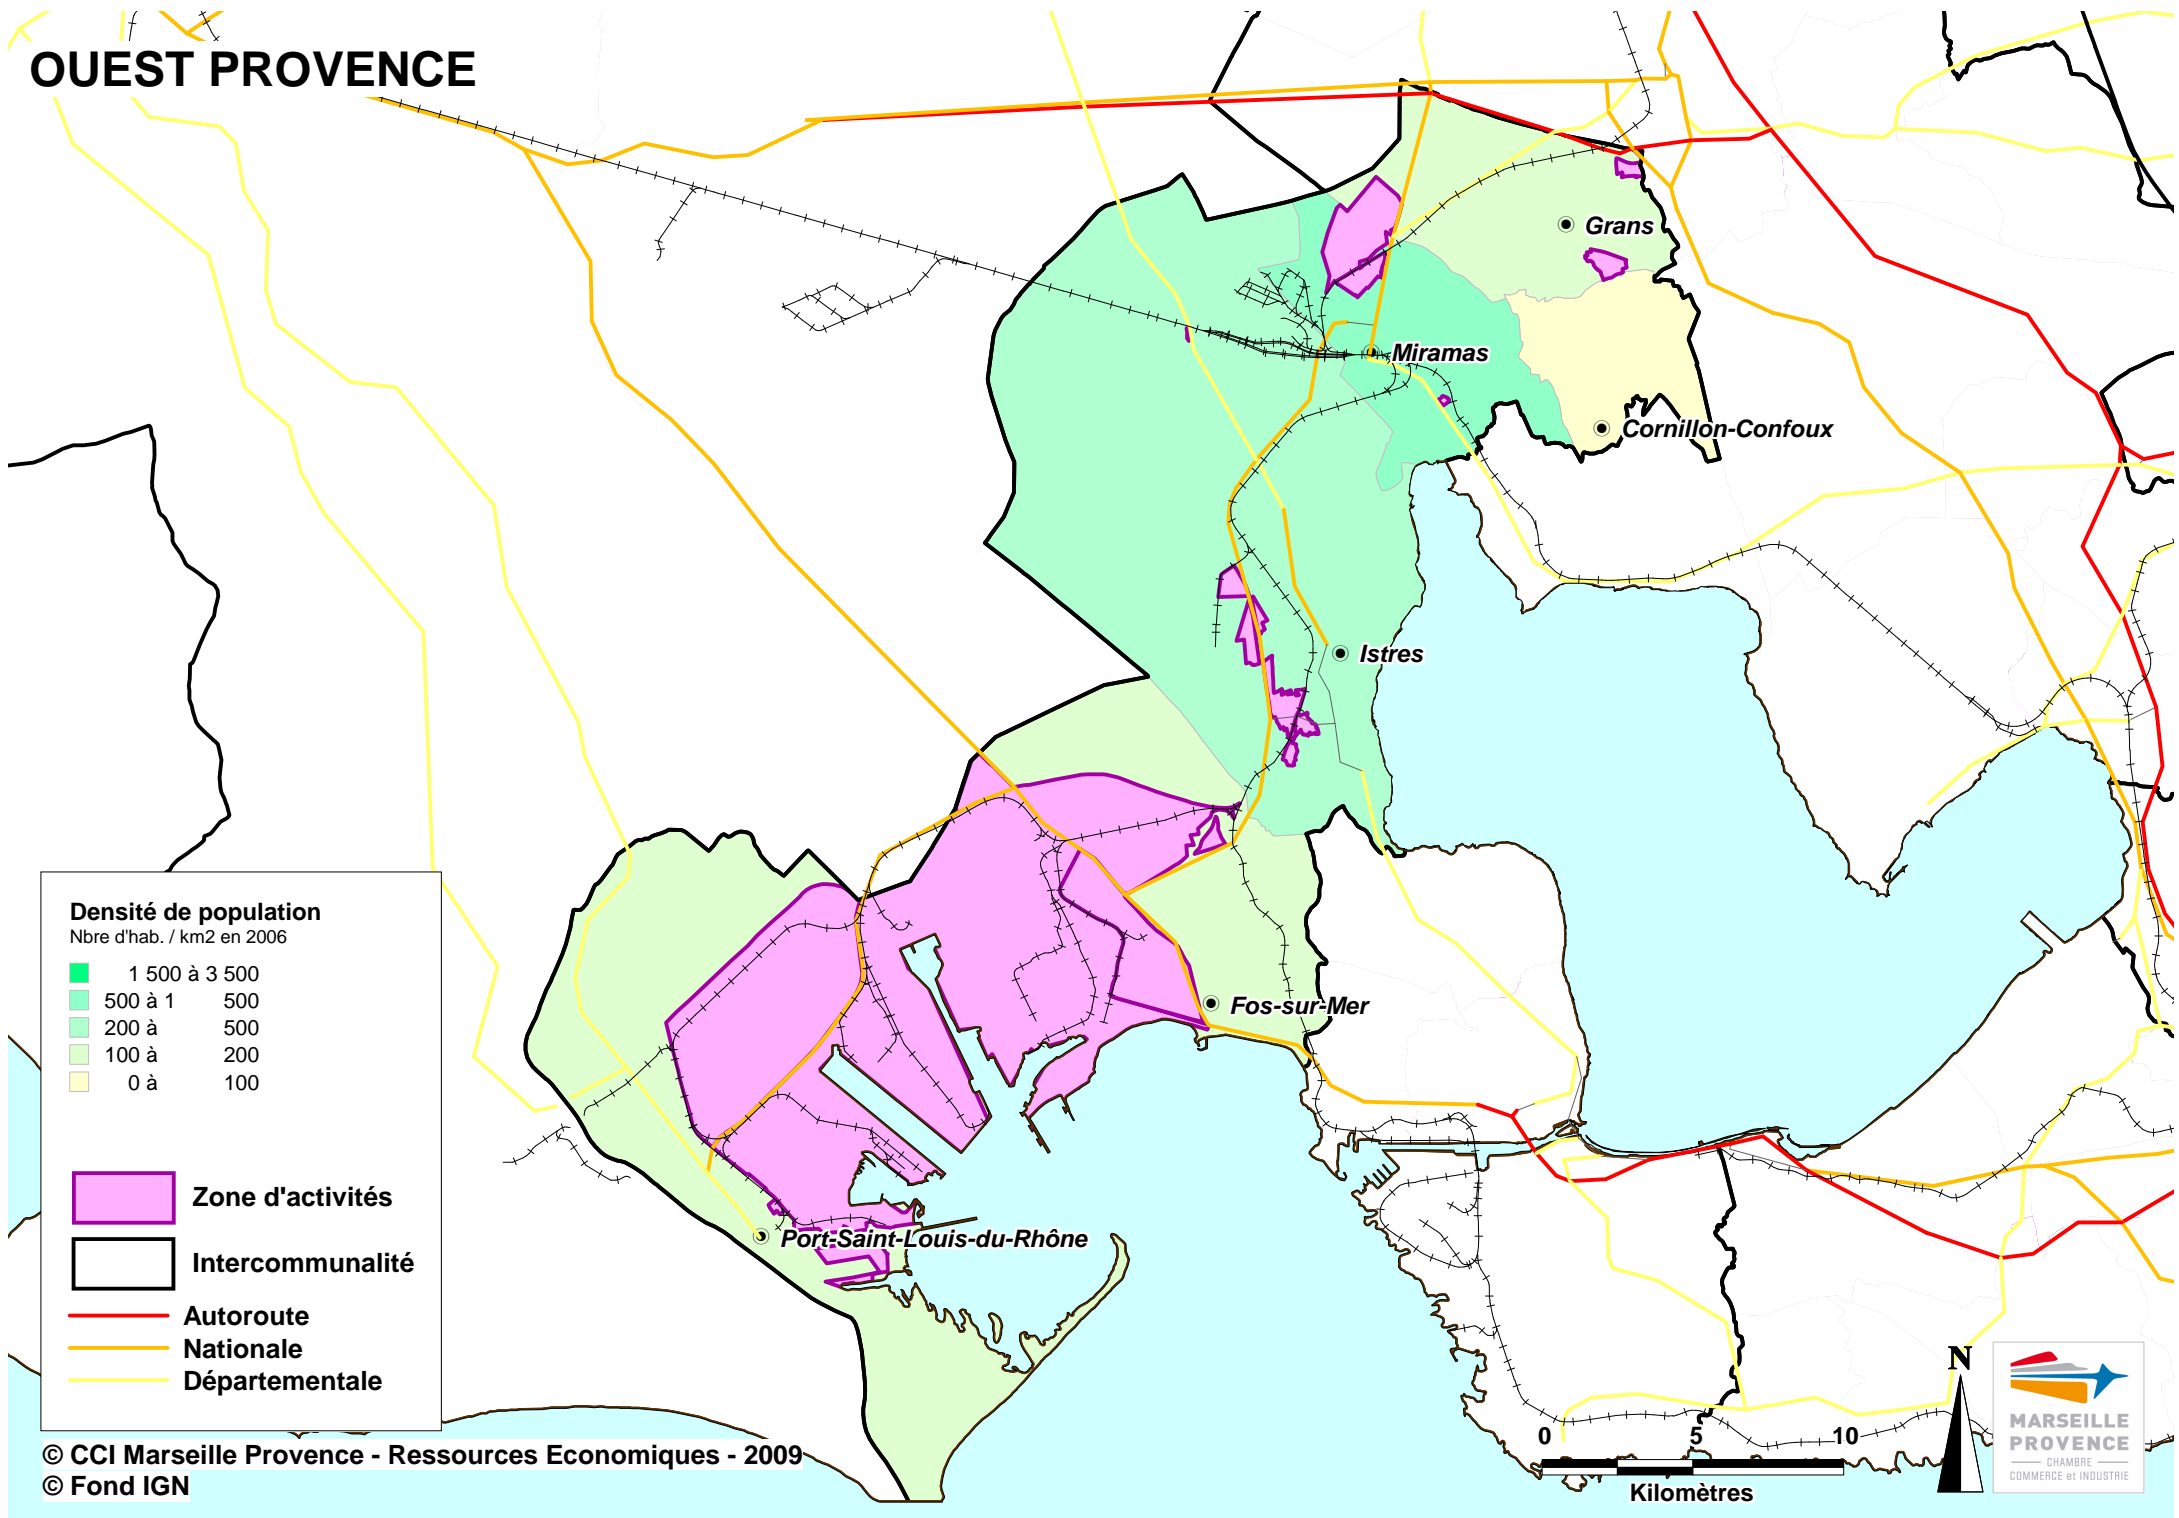 OUEST PROVENCE
Grans
Miramas
Cornillon-Confoux
Istres
Fos-sur-Mer
Port-Saint-Louis-du-Rhône
Densité de population
Nbre d'hab. / km2 en 2006
1 500 à 3 500
500 à 1 500
200 à 500
100 à 200
0 à 100
Zone d'activités
Intercommunalité
Autoroute
Nationale
Départementale
© CCI Marseille Provence - Ressources Economiques - 2009
© Fond IGN
0 5 10
Kilomètres
N
MARSEILLE
PROVENCE
CHAMBRE
COMMERCE et INDUSTRIE